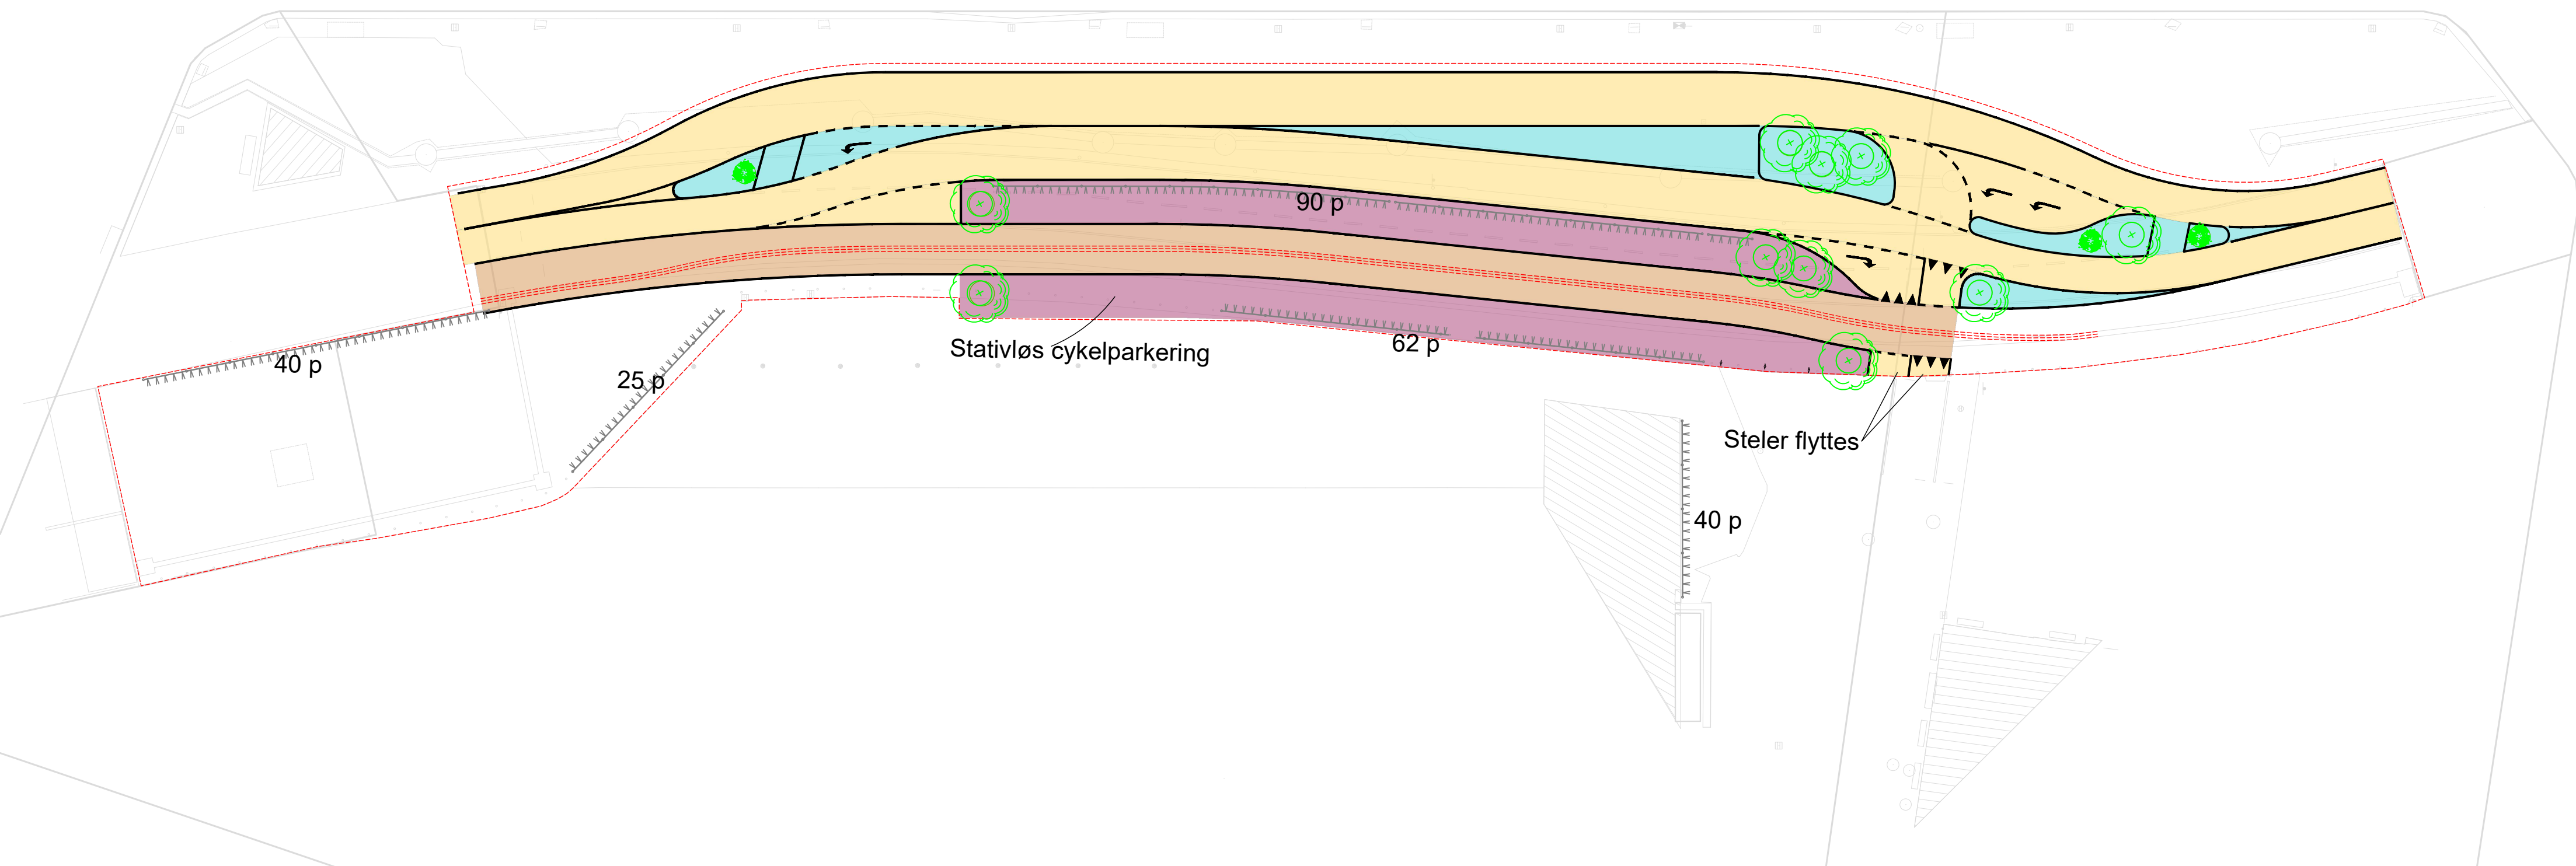 90 p
62 p
Stativløs cykelparkering
40 p
25 p
Steler flyttes
40 p